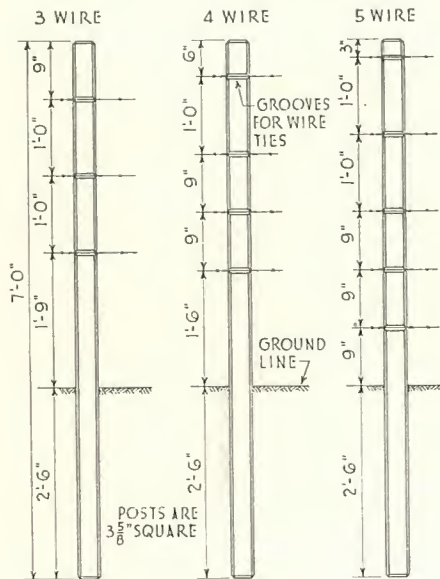 3 WIRE
4 WIRE
5 WIRE
9"
1'-0"
1'-0"
1'-9"
7'-0"
2'-6"
6"
1'-0"
9"
9"
1'-6"
2'-6"
GROOVES
FOR WIRE
TIES
GROUND
LINE
POSTS ARE
3 5/8" SQUARE
3"
1'-0"
1'-0"
9"
9"
9"
2'-6"